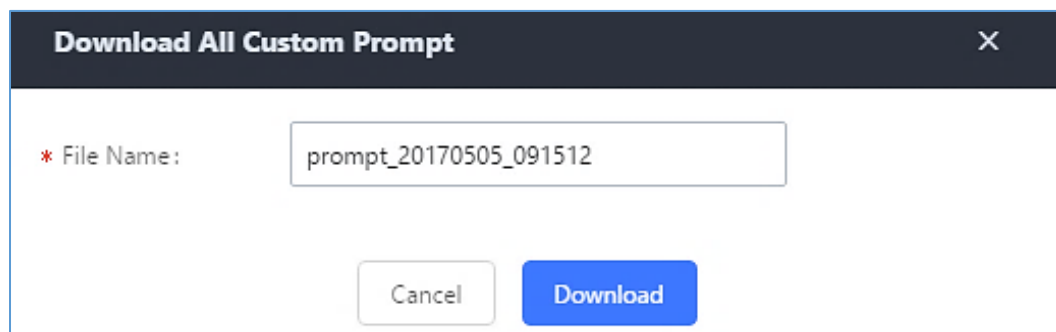 Download All Custom Prompt ×
* File Name: prompt_20170505_091512
Cancel Download